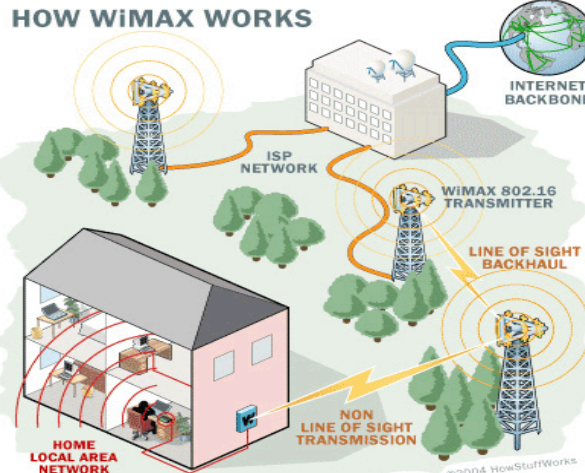 HOW WiMAX WORKS
INTERNET
BACKBONE
ISP
NETWORK
WiMAX 802.16
TRANSMITTER
LINE OF SIGHT
BACKHAUL
NON
LINE OF SIGHT
TRANSMISSION
HOME
LOCAL AREA
NETWORK
©2004 HowStuffWorks